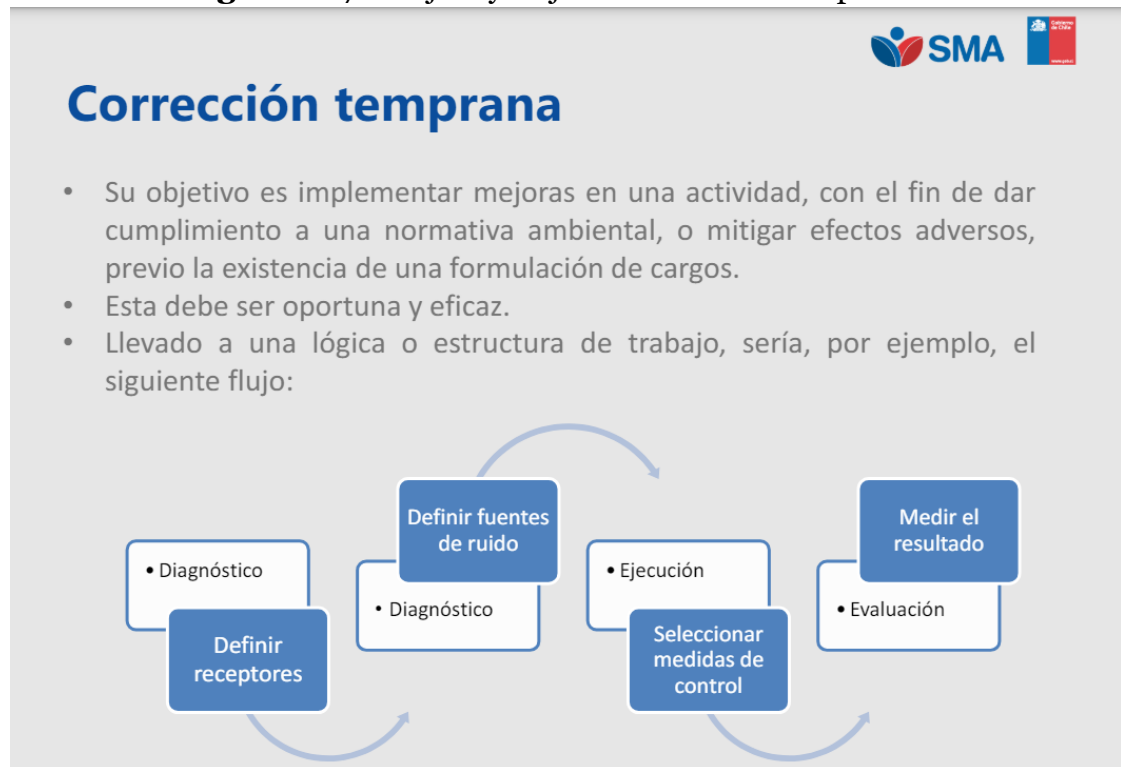 SMA
Gobierno
de Chile
Corrección temprana
• Su objetivo es implementar mejoras en una actividad, con el fin de dar
cumplimiento a una normativa ambiental, o mitigar efectos adversos,
previo la existencia de una formulación de cargos.
• Esta debe ser oportuna y eficaz.
• Llevado a una lógica o estructura de trabajo, sería, por ejemplo, el
siguiente flujo:
• Diagnóstico
Definir
receptores
Definir fuentes
de ruido
• Diagnóstico
• Ejecución
Seleccionar
medidas de
control
Medir el
resultado
• Evaluación